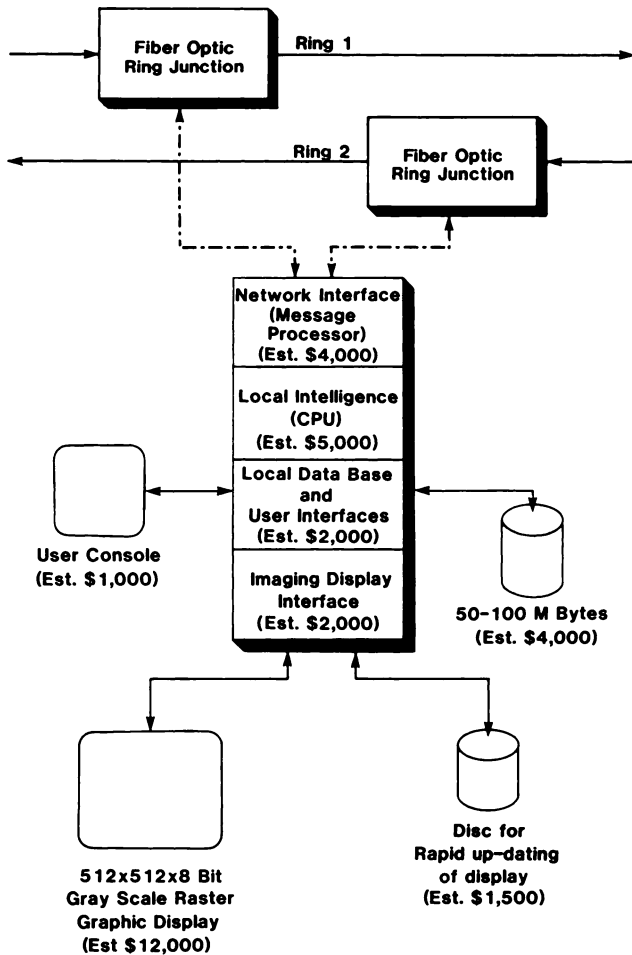 Fiber Optic
Ring Junction
Ring 1
Ring 2
Fiber Optic
Ring Junction
Network Interface
(Message
Processor)
(Est. $4,000)
Local Intelligence
(CPU)
(Est. $5,000)
Local Data Base
and
User Interfaces
(Est. $2,000)
Imaging Display
Interface
(Est. $2,000)
User Console
(Est. $1,000)
50-100 M Bytes
(Est. $4,000)
512x512x8 Bit
Gray Scale Raster
Graphic Display
(Est $12,000)
Disc for
Rapid up-dating
of display
(Est. $1,500)